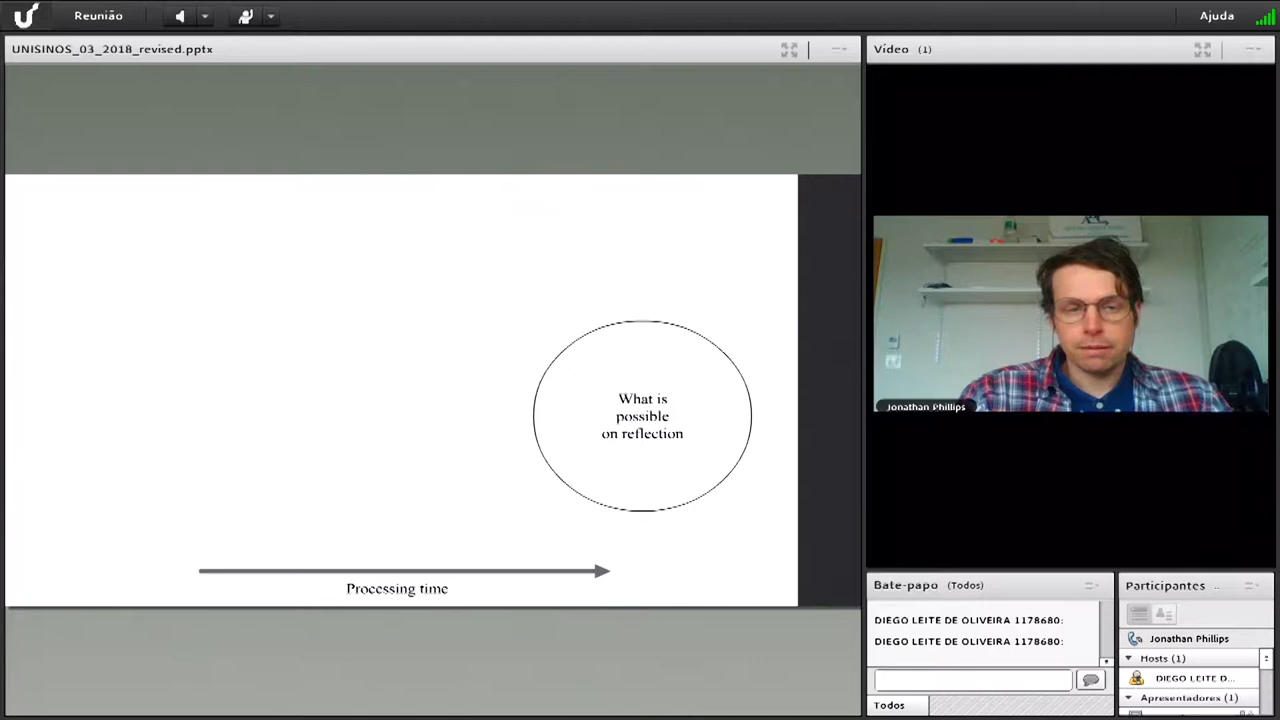 Reunião
Ajuda
UNISINOS_03_2018_revised.pptx
Vídeo (1)
What is
possible
on reflection
Processing time
Jonathan Phillips
Bate-papo (Todos)
DIEGO LEITE DE OLIVEIRA 1178680:
DIEGO LEITE DE OLIVEIRA 1178680:
Todos
Participantes ..
Jonathan Phillips
Hosts (1)
DIEGO LEITE D...
Apresentadores (1)